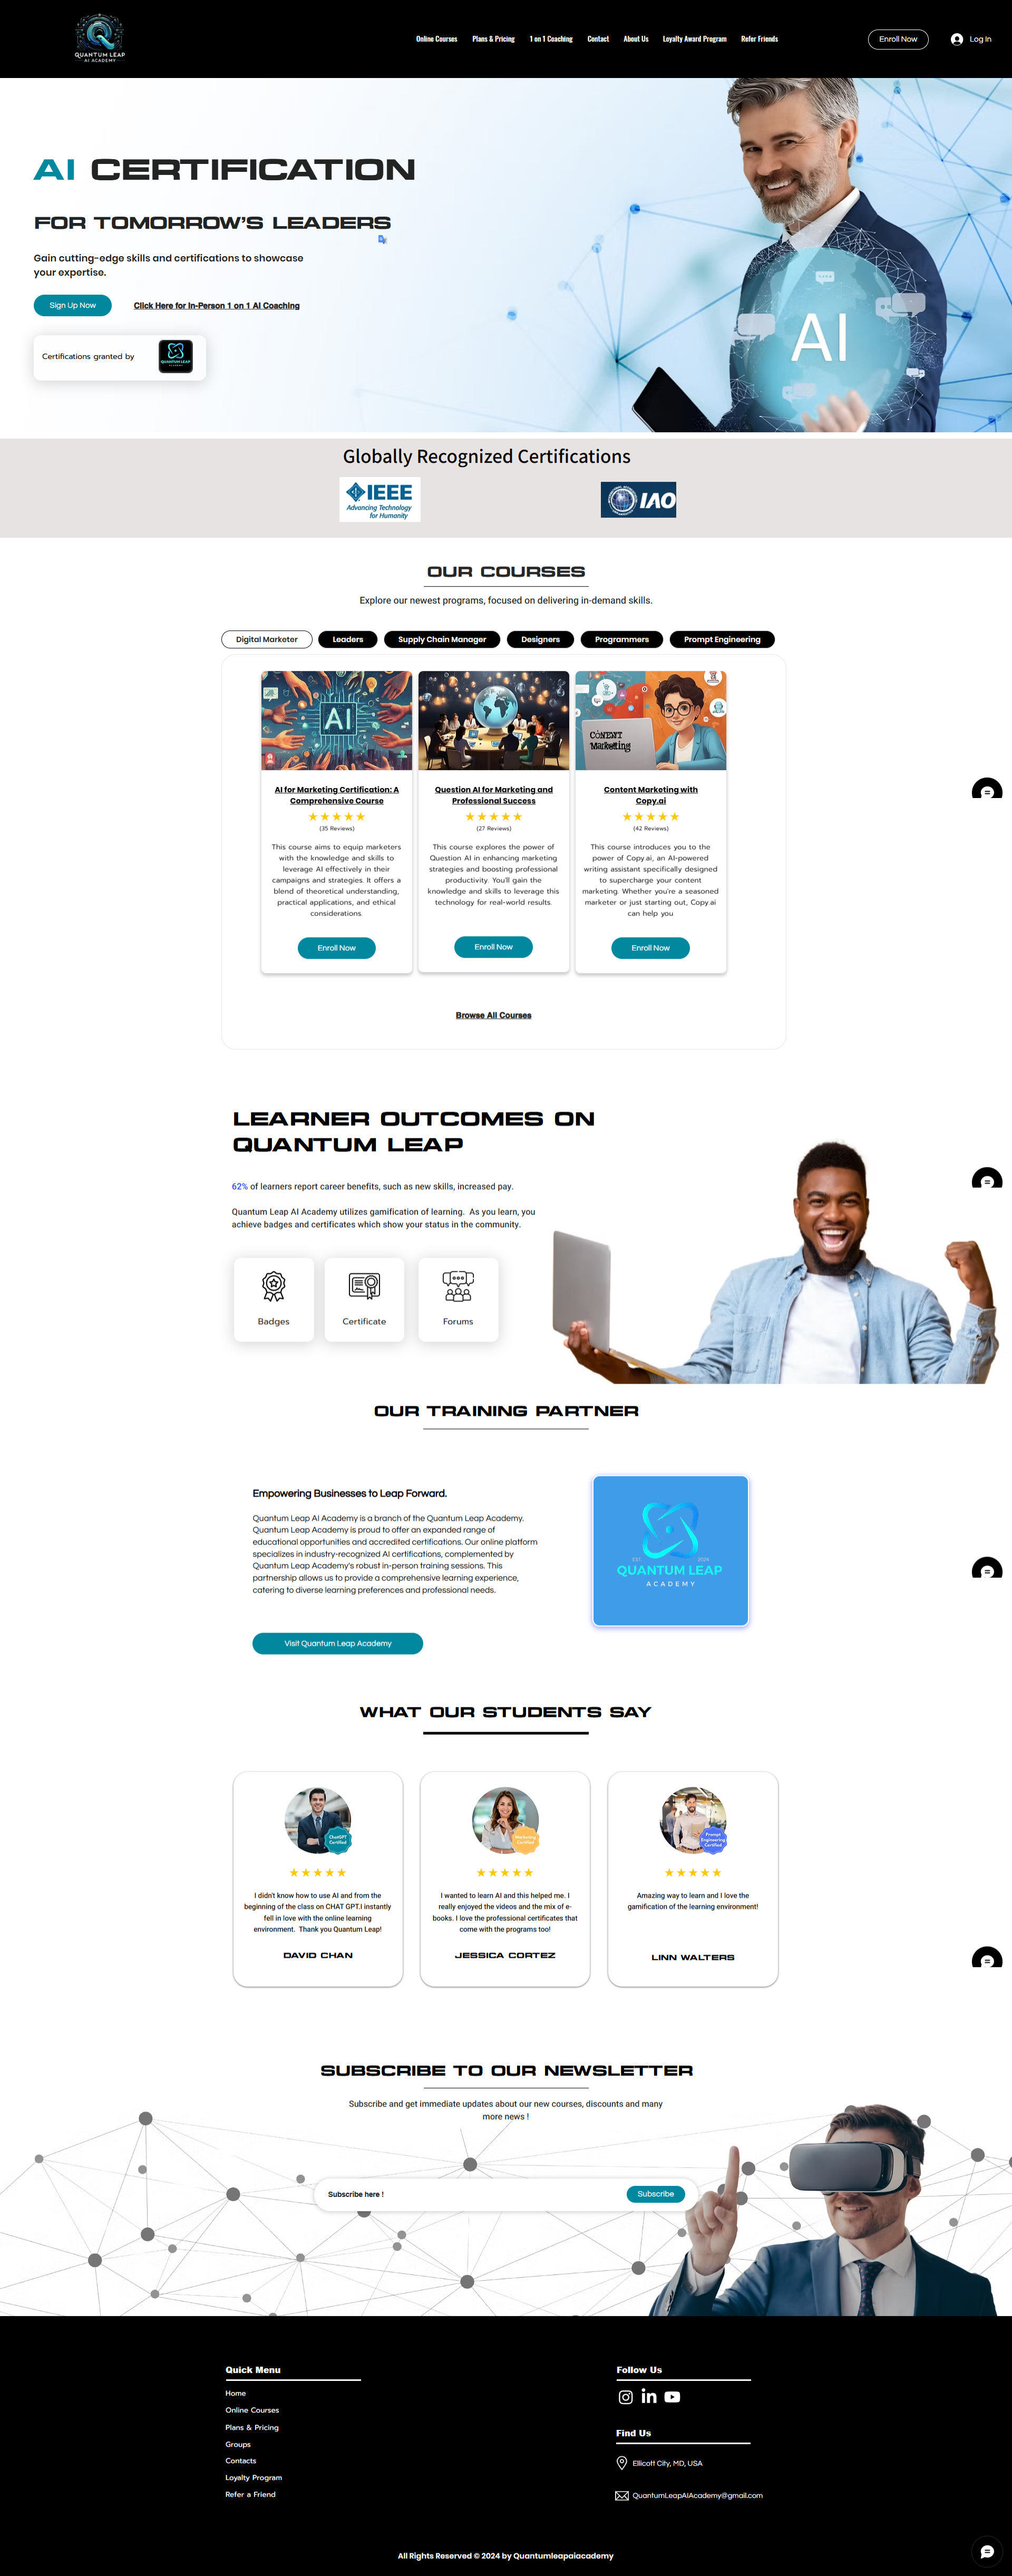 QUANTUM LEAP
AI ACADEMY
Online Courses
Plans & Pricing
1 on 1 Coaching
Contact
About Us
Loyalty Award Program
Refer Friends
Enroll Now
Log In
AI CERTIFICATION
FOR TOMORROW'S LEADERS
Gain cutting-edge skills and certifications to showcase
your expertise.
Sign Up Now
Click Here for In-Person 1 on 1 AI Coaching
Certifications granted by
QUANTUM LEAP
ACADEMY
AI
Globally Recognized Certifications
IEEE
Advancing Technology
for Humanity
IAO
OUR COURSES
Explore our newest programs, focused on delivering in-demand skills.
Digital Marketer
Leaders
Supply Chain Manager
Designers
Programmers
Prompt Engineering
AI
CONENT
Marketing
AI for Marketing Certification: A
Comprehensive Course
(35 Reviews)
This course aims to equip marketers
with the knowledge and skills to
leverage AI effectively in their
campaigns and strategies. It offers a
blend of theoretical understanding,
practical applications, and ethical
considerations.
Enroll Now
Question AI for Marketing and
Professional Success
(27 Reviews)
This course explores the power of
Question AI in enhancing marketing
strategies and boosting professional
productivity. You'll gain the
knowledge and skills to leverage this
technology for real-world results.
Enroll Now
Content Marketing with
Copy.ai
(42 Reviews)
This course introduces you to the
power of Copy.ai, an AI-powered
writing assistant specifically designed
to supercharge your content
marketing. Whether you're a seasoned
marketer or just starting out, Copy.ai
can help you
Enroll Now
Browse All Courses
LEARNER OUTCOMES ON
QUANTUM LEAP
62% of learners report career benefits, such as new skills, increased pay.
Quantum Leap AI Academy utilizes gamification of learning.  As you learn, you
achieve badges and certificates which show your status in the community.
Badges
Certificate
Forums
OUR TRAINING PARTNER
Empowering Businesses to Leap Forward.
Quantum Leap AI Academy is a branch of the Quantum Leap Academy.
Quantum Leap Academy is proud to offer an expanded range of
educational opportunities and accredited certifications. Our online platform
specializes in industry-recognized AI certifications, complemented by
Quantum Leap Academy's robust in-person training sessions. This
partnership allows us to provide a comprehensive learning experience,
catering to diverse learning preferences and professional needs.
Visit Quantum Leap Academy
QUANTUM LEAP
ACADEMY
WHAT OUR STUDENTS SAY
ChatGPT
Certified
I didn't know how to use AI and from the
beginning of the class on CHAT GPT.I instantly
fell in love with the online learning
environment.  Thank you Quantum Leap!
DAVID CHAN
Marketing
Certified
I wanted to learn AI and this helped me. I
really enjoyed the videos and the mix of e-
books. I love the professional certificates that
come with the programs too!
JESSICA CORTEZ
Prompt
Engineering
Certified
Amazing way to learn and I love the
gamification of the learning environment!
LINN WALTERS
SUBSCRIBE TO OUR NEWSLETTER
Subscribe and get immediate updates about our new courses, discounts and many
more news !
Subscribe here !
Subscribe
Quick Menu
Home
Online Courses
Plans & Pricing
Groups
Contacts
Loyalty Program
Refer a Friend
Follow Us
Find Us
Ellicott City, MD, USA
QuantumLeapAIAcademy@gmail.com
All Rights Reserved © 2024 by Quantumleapaiacademy